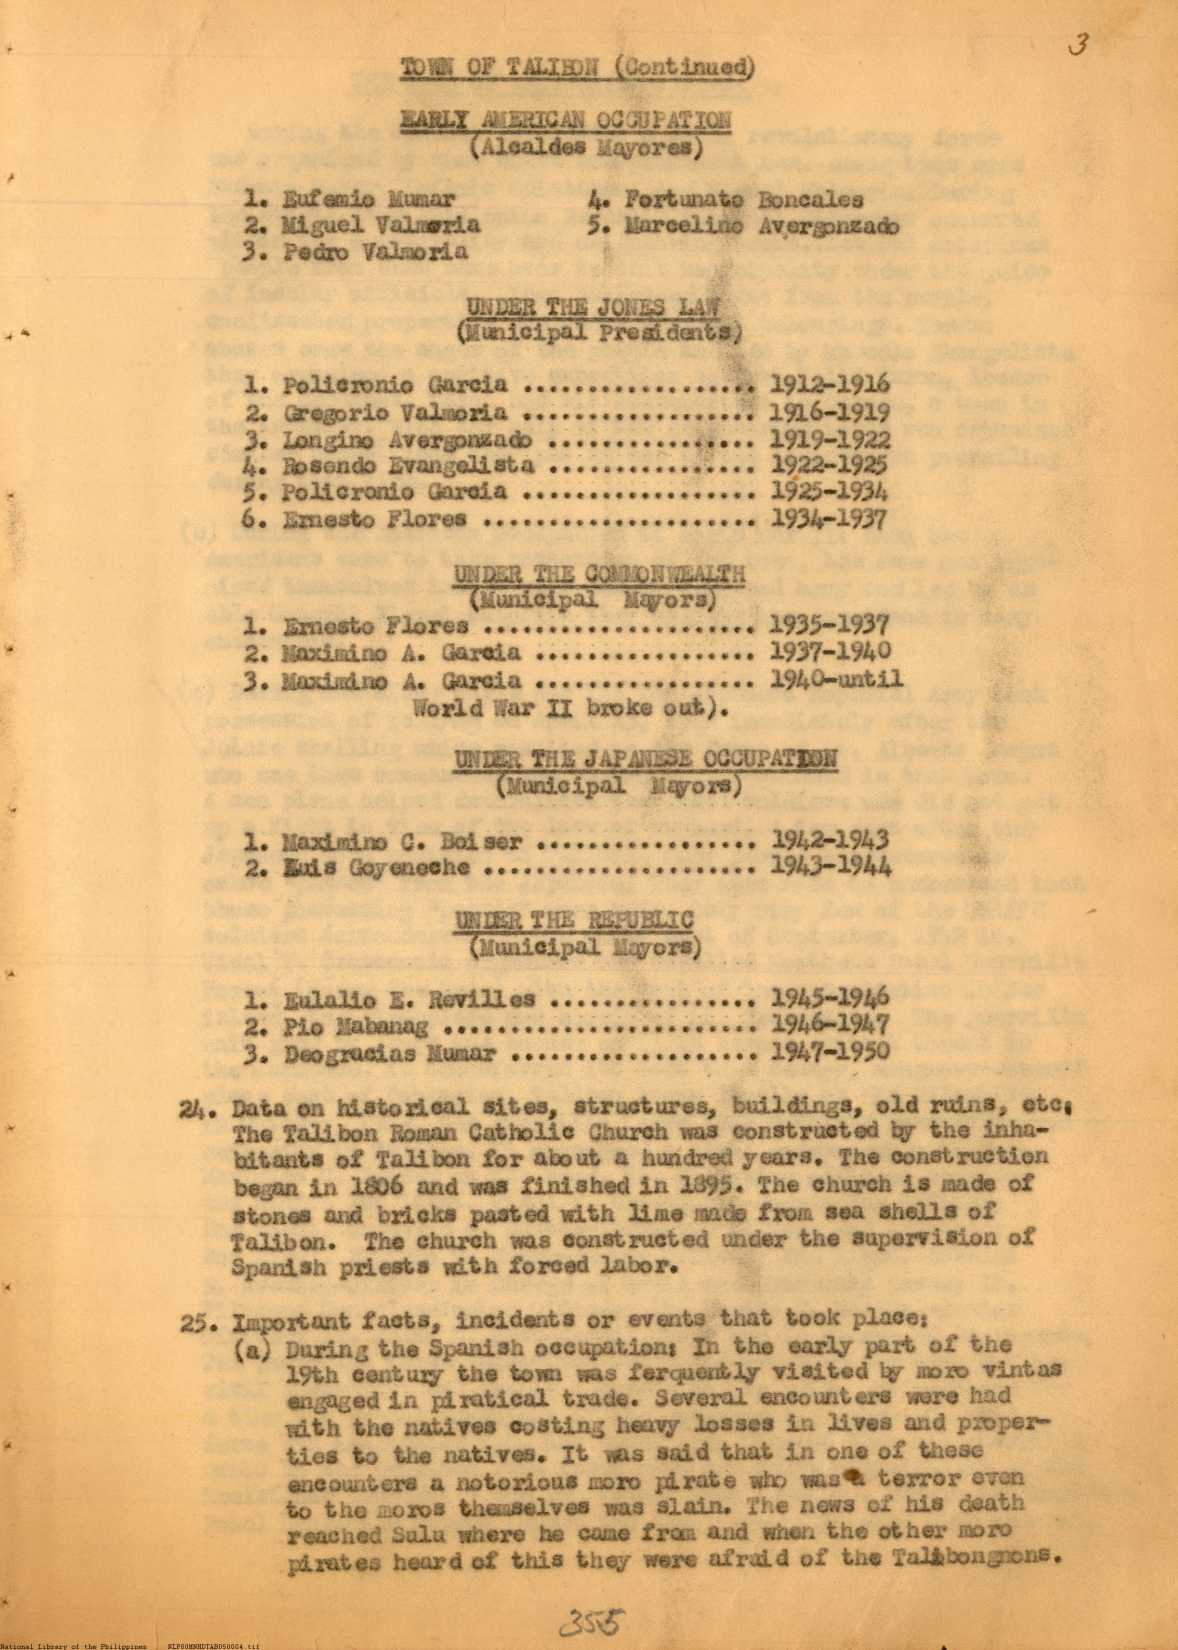 3
TOWN OF TALIBON (Continued)
EARLY AMERICAN OCCUPATION
(Alcaldes Mayores)
1. Eufemio Mumar
2. Miguel Valmoria
3. Pedro Valmoria
4. Fortunato Boncales
5. Marcelino Avergonzado
UNDER THE JONES LAW
(Municipal Presidents)
1. Policronio Garcia .................. 1912-1916
2. Gregorio Valmoria .................. 1916-1919
3. Longino Avergonzado ................ 1919-1922
4. Rosendo Evangelista ................ 1922-1925
5. Policronio Garcia .................. 1925-1934
6. Ernesto Flores ..................... 1934-1937
UNDER THE COMMONWEALTH
(Municipal Mayors)
1. Ernesto Flores ..................... 1935-1937
2. Maximino A. Garcia ................. 1937-1940
3. Maximino A. Garcia ................. 1940-until
World War II broke out).
UNDER THE JAPANESE OCCUPATION
(Municipal Mayors)
1. Maximino C. Boiser ................. 1942-1943
2. Luis Goyeneche ..................... 1943-1944
UNDER THE REPUBLIC
(Municipal Mayors)
1. Eulalio E. Revilles ................ 1945-1946
2. Pio Mabanag ........................ 1946-1947
3. Deogracias Mumar ................... 1947-1950
24. Data on historical sites, structures, buildings, old ruins, etc.
The Talibon Roman Catholic Church was constructed by the inha-
bitants of Talibon for about a hundred years. The construction
began in 1806 and was finished in 1895. The church is made of
stones and bricks pasted with lime made from sea shells of
Talibon. The church was constructed under the supervision of
Spanish priests with forced labor.
25. Important facts, incidents or events that took place:
(a) During the Spanish occupation: In the early part of the
19th century the town was ferquently visited by moro vintas
engaged in piratical trade. Several encounters were had
with the natives costing heavy losses in lives and proper-
ties to the natives. It was said that in one of these
encounters a notorious moro pirate who was a terror even
to the moros themselves was slain. The news of his death
reached Sulu where he came from and when the other moro
pirates heard of this they were afraid of the Talibongnons.
355
National Library of the Philippines NLP00MNHDTAB050004.tif